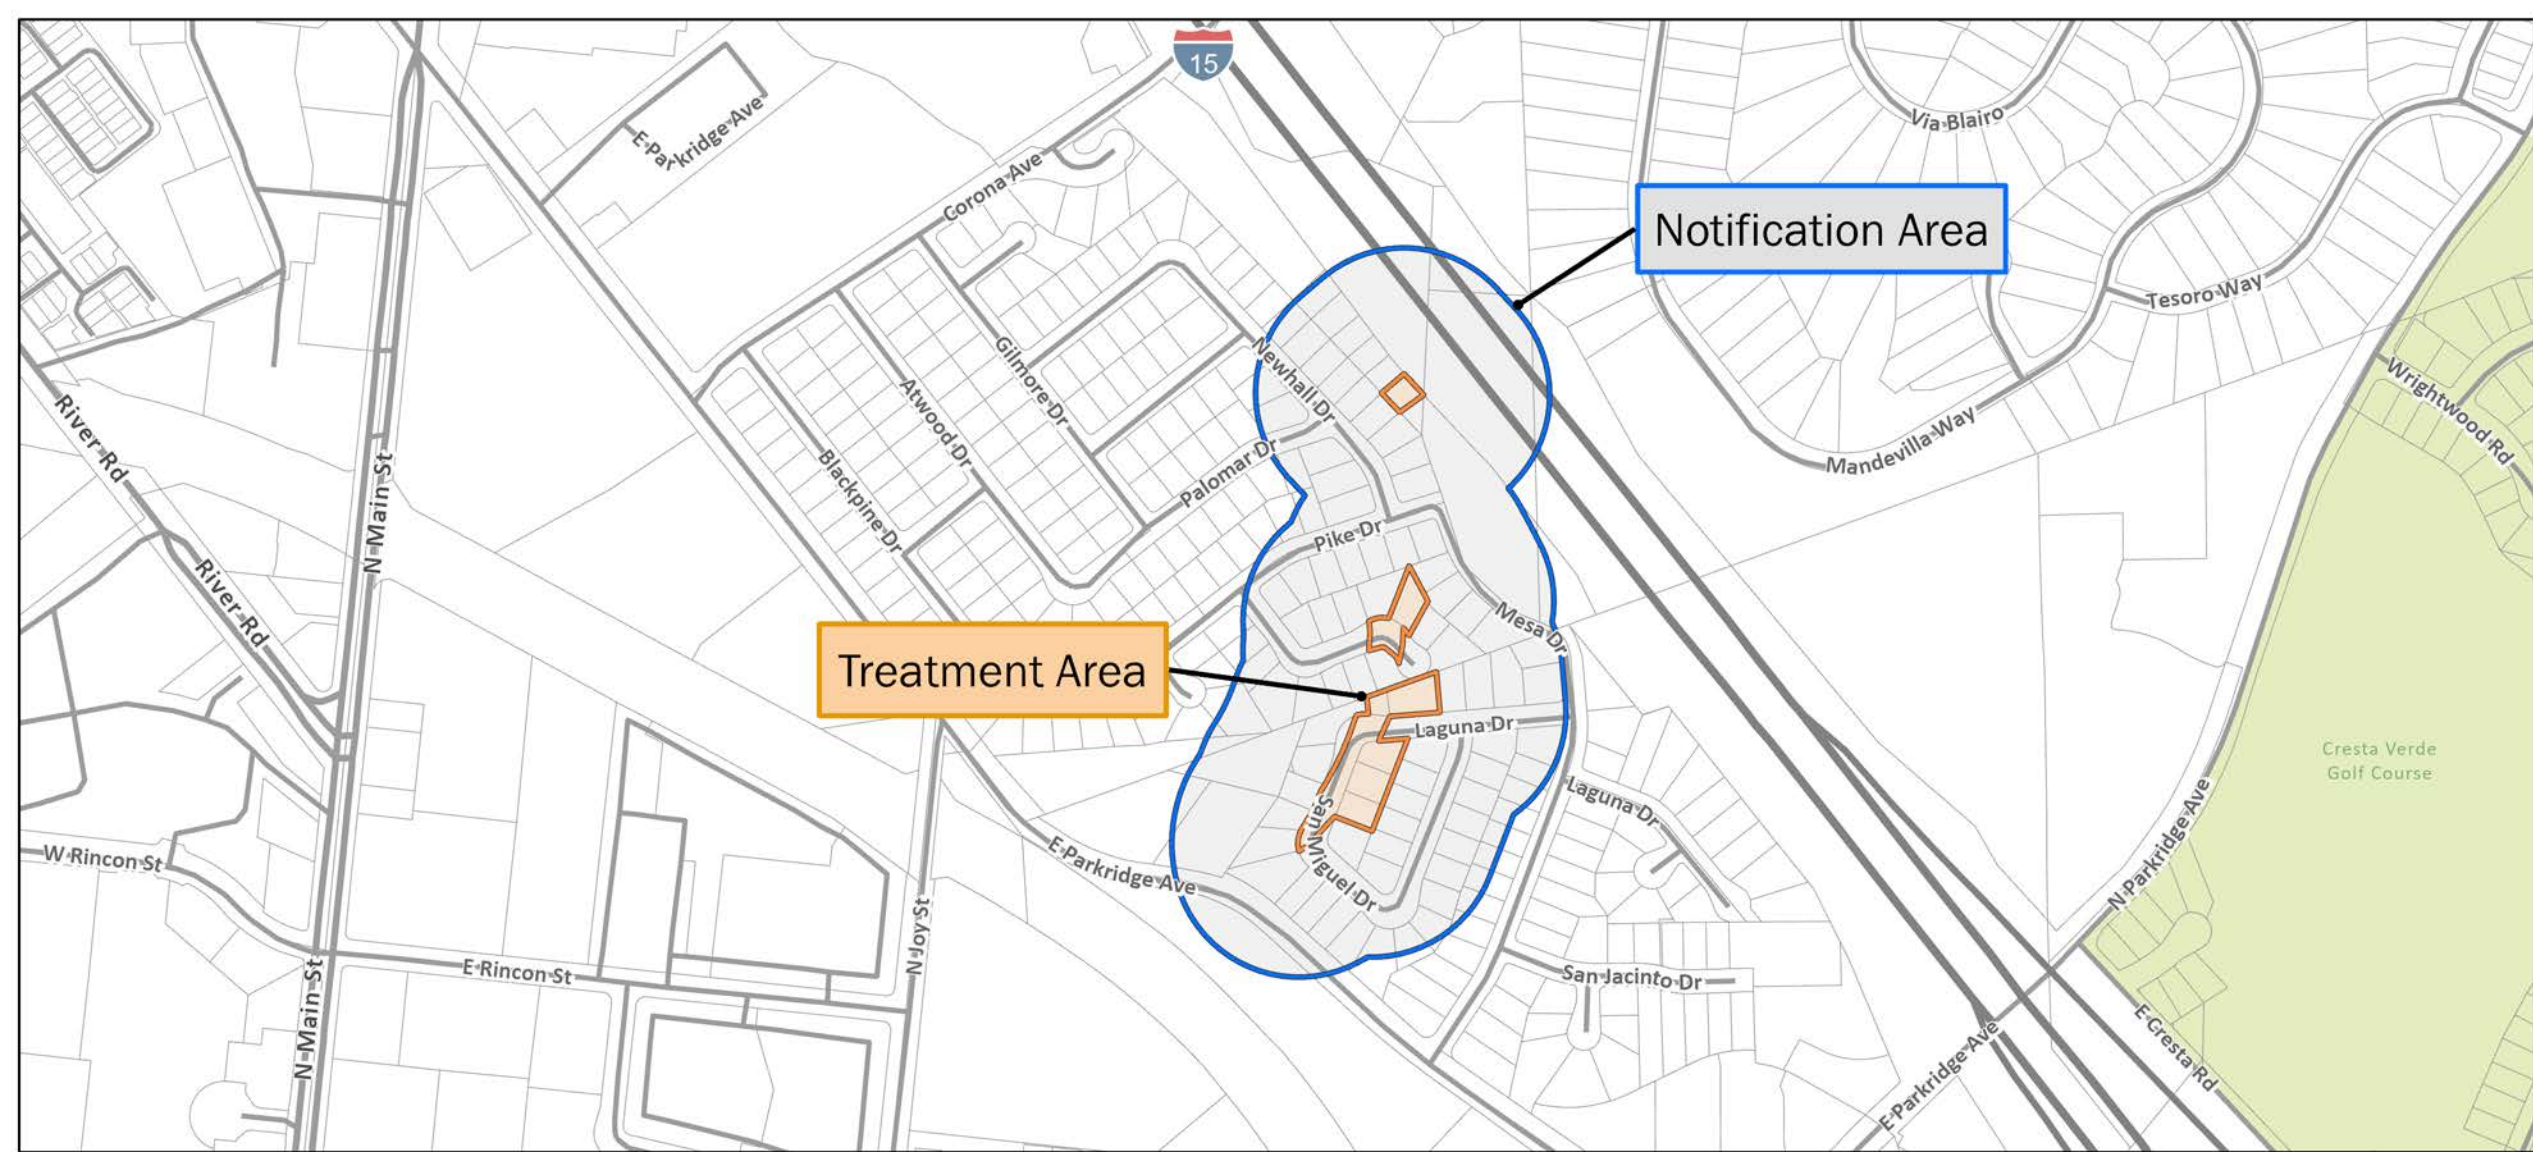 15
E Parkridge Ave
Via Blairo
Corona Ave
Notification Area
Tesoro Way
Newhall Dr
Gilmore Dr
Atwood Dr
Wrightwood Rd
River Rd
Mandevilla Way
Palomar Dr
Blackpine Dr
N Main St
Pike Dr
River Rd
Mesa Dr
Treatment Area
Laguna Dr
Cresta Verde
Golf Course
Laguna Dr
San Miguel Dr
N Parkridge Ave
W Rincon St
E Parkridge Ave
N Joy St
E Rincon St
San Jacinto Dr
N Main St
E Cresta Rd
E Parkridge Ave